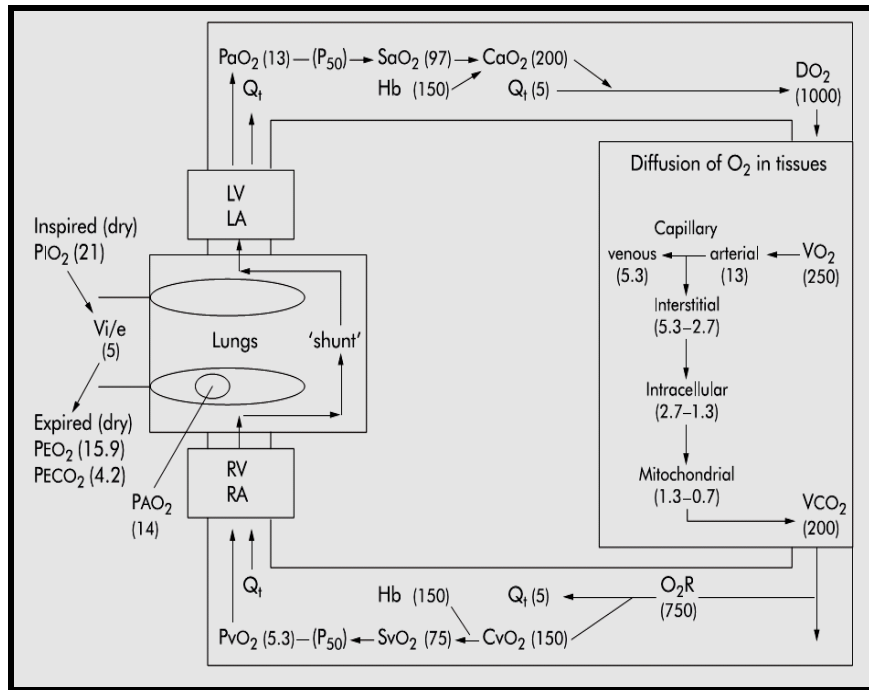 PaO₂ (13) – (P₅₀) SaO₂ (97) CaO₂ (200)
Qₜ Hb (150) Qₜ (5) DO₂
(1000)
Diffusion of O₂ in tissues
LV
LA
Capillary
venous arterial VO₂
(5.3) (13) (250)
Interstitial
(5.3–2.7)
Intracellular
(2.7–1.3)
Mitochondrial
(1.3–0.7)
VCO₂
(200)
Inspired (dry)
PIO₂ (21)
Vi/e
(5)
Lungs 'shunt'
Expired (dry)
PEO₂ (15.9)
PECO₂ (4.2)
PAO₂
(14)
RV
RA
Qₜ Hb (150) Qₜ (5) O₂R
(750)
PvO₂ (5.3) – (P₅₀) SvO₂ (75) CvO₂ (150)